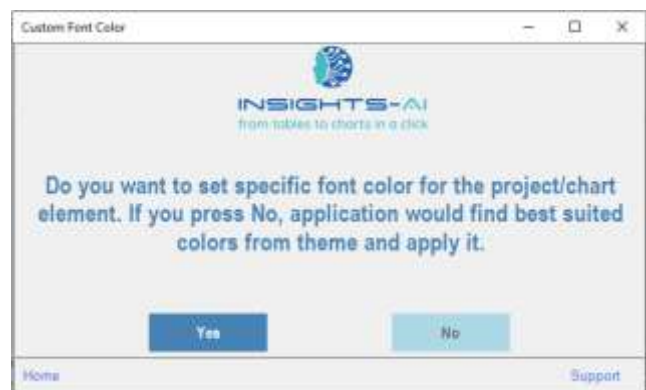 Custom Font Color
INSIGHTS-AI
from tables to charts in a click
Do you want to set specific font color for the project/chart
element. If you press No, application would find best suited
colors from theme and apply it.
Yes No
Home Support